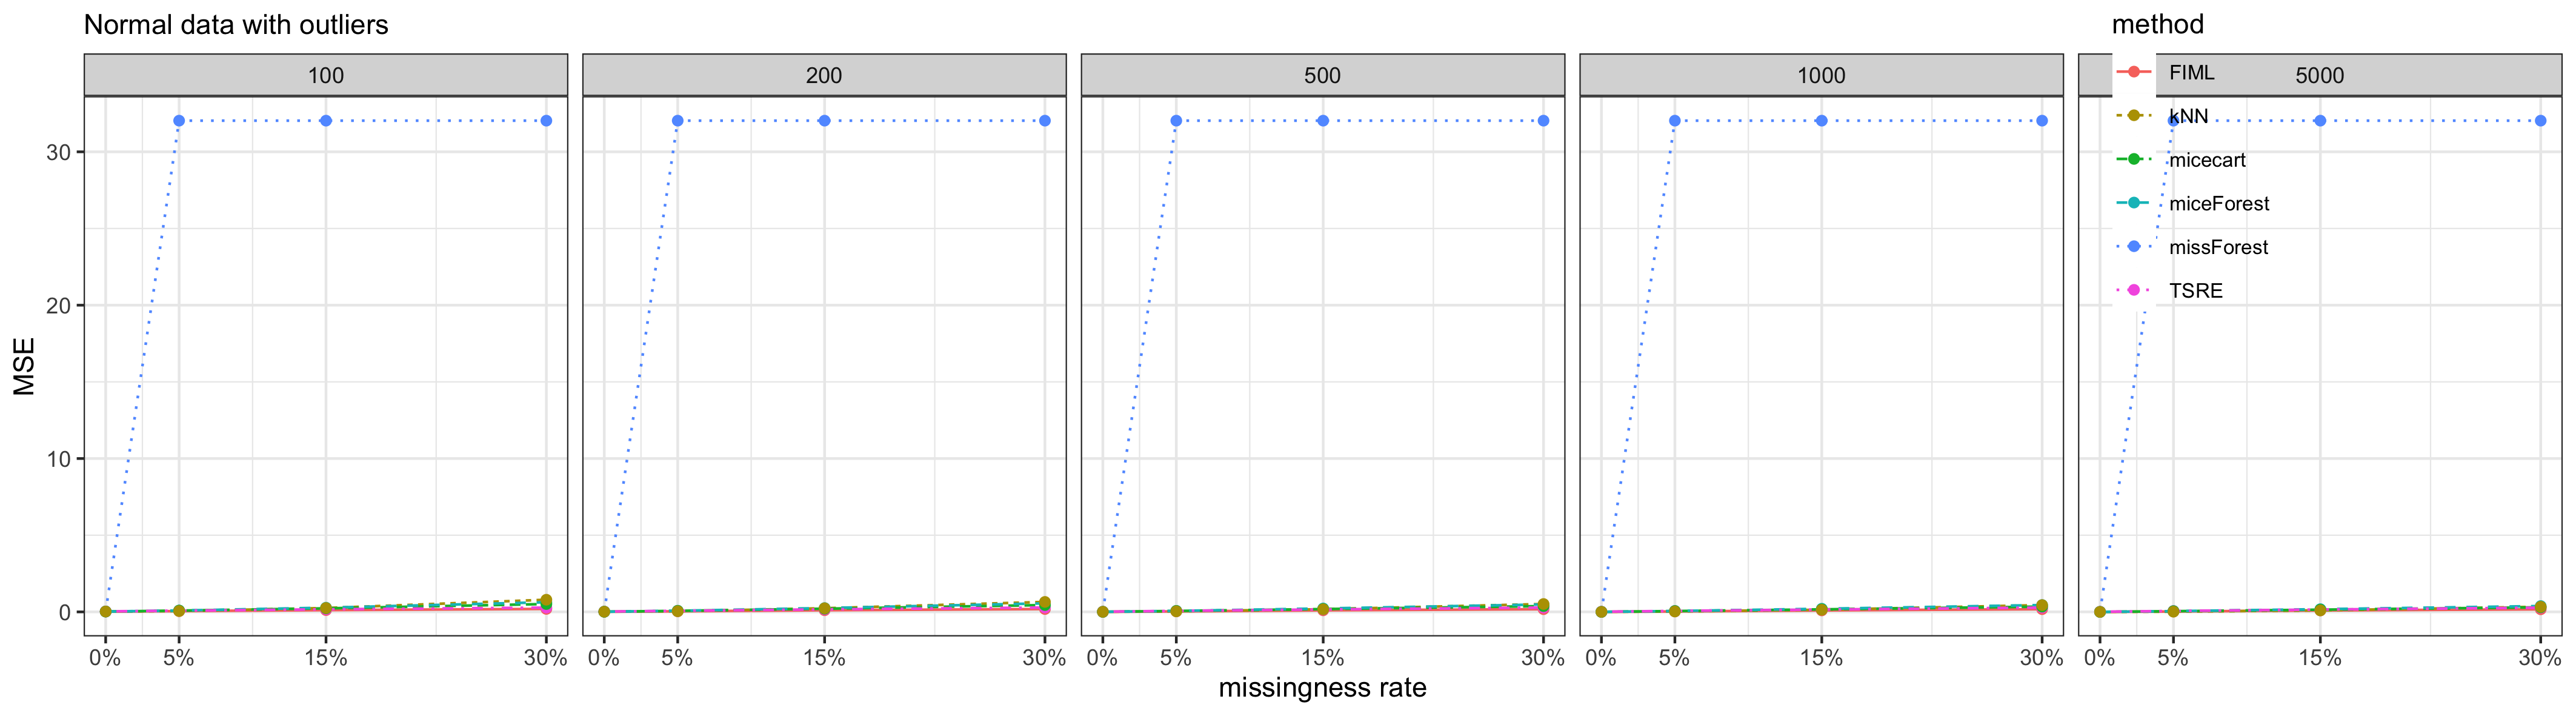 Normal data with outliers
method
100
200
500
1000
5000
FIML
kNN
micecart
miceForest
missForest
TSRE
MSE
30
20
10
0
0% 5% 15% 30%
0% 5% 15% 30%
0% 5% 15% 30%
0% 5% 15% 30%
0% 5% 15% 30%
missingness rate